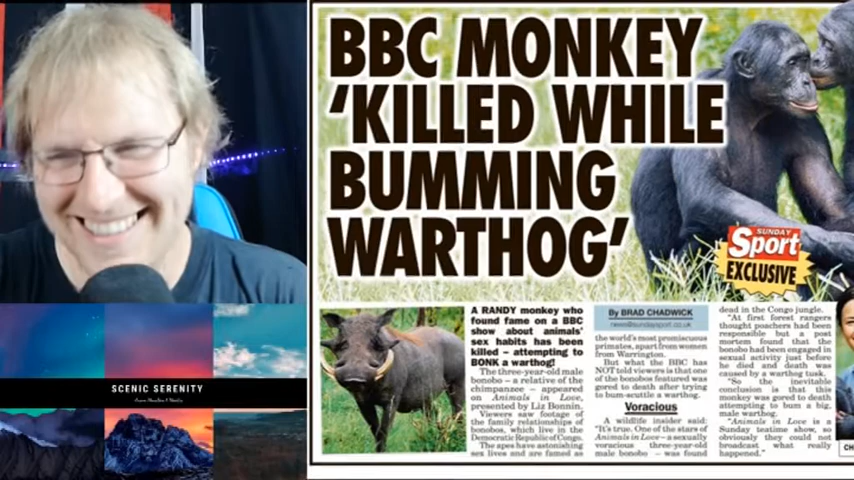 BBC MONKEY
‘KILLED WHILE
BUMMING
WARTHOG’
SUNDAY
Sport
EXCLUSIVE
A RANDY monkey who
found fame on a BBC
show about animals’
sex habits has been
killed – attempting to
BONK a warthog!
The three-year-old male
bonobo – a relative of the
chimpanzee – appeared
on Animals in Love,
presented by Liz Bonnin.
Viewers saw footage of
the family relationships of
bonobos, which live in the
Democratic Republic of Congo.
The apes have astonishing
sex lives and are famed as
By BRAD CHADWICK
news@sundaysport.co.uk
the world’s most promiscuous
primates, apart from women
from Warrington.
But what the BBC has
NOT told viewers is that one
of the bonobos featured was
gored to death after trying
to bum-scuttle a warthog.
Voracious
A wildlife insider said:
“It’s true. One of the stars of
Animals in Love – a sexually
voracious three-year-old
male bonobo – was found
dead in the Congo jungle.
“At first forest rangers
thought poachers had been
responsible but a post
mortem found that the
bonobo had been engaged in
sexual activity just before
he died and death was
caused by a warthog tusk.
“So the inevitable
conclusion is that this
monkey was gored to death
attempting to bum a big,
male warthog.
“Animals in Love is a
Sunday teatime show, so
obviously they could not
broadcast what really
happened.”
CH
SCENIC SERENITY